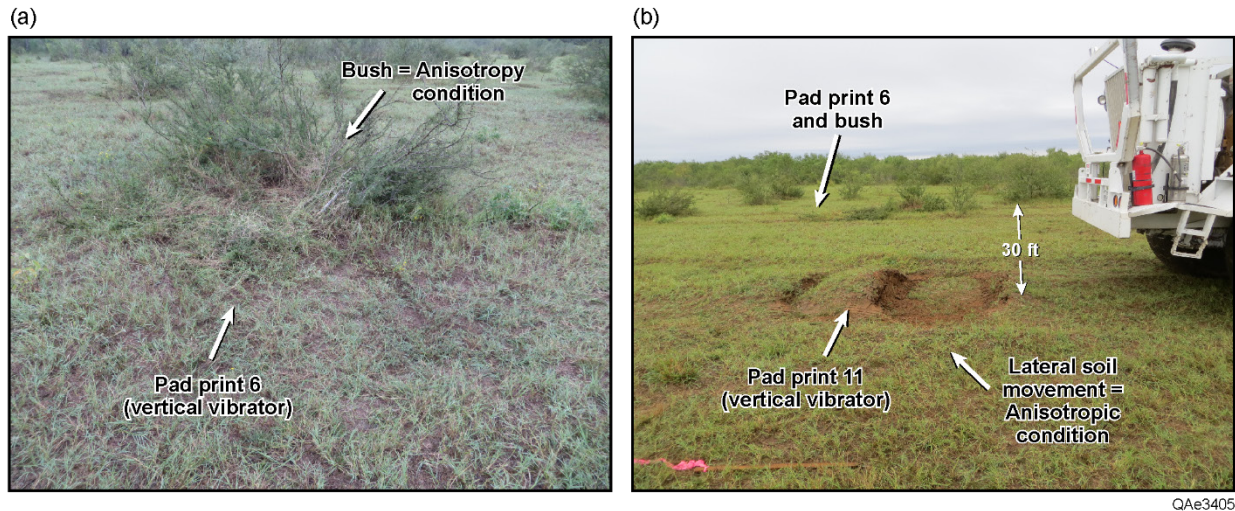 (a)
Bush = Anisotropy
condition
Pad print 6
(vertical vibrator)
(b)
Pad print 6
and bush
30 ft
Pad print 11
(vertical vibrator)
Lateral soil
movement =
Anisotropic
condition
QAe3405